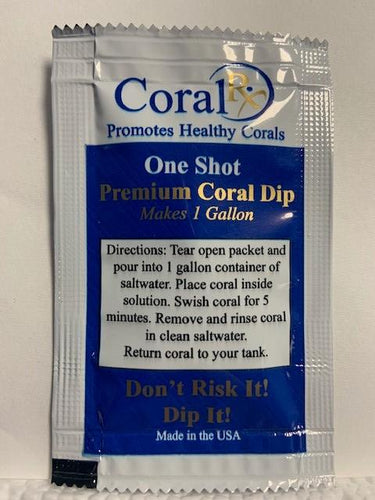 Coral Rx
Promotes Healthy Corals
One Shot
Premium Coral Dip
Makes 1 Gallon
Directions: Tear open packet and
pour into 1 gallon container of
saltwater. Place coral inside
solution. Swish coral for 5
minutes. Remove and rinse coral
in clean saltwater.
Return coral to your tank.
Don't Risk It!
Dip It!
Made in the USA